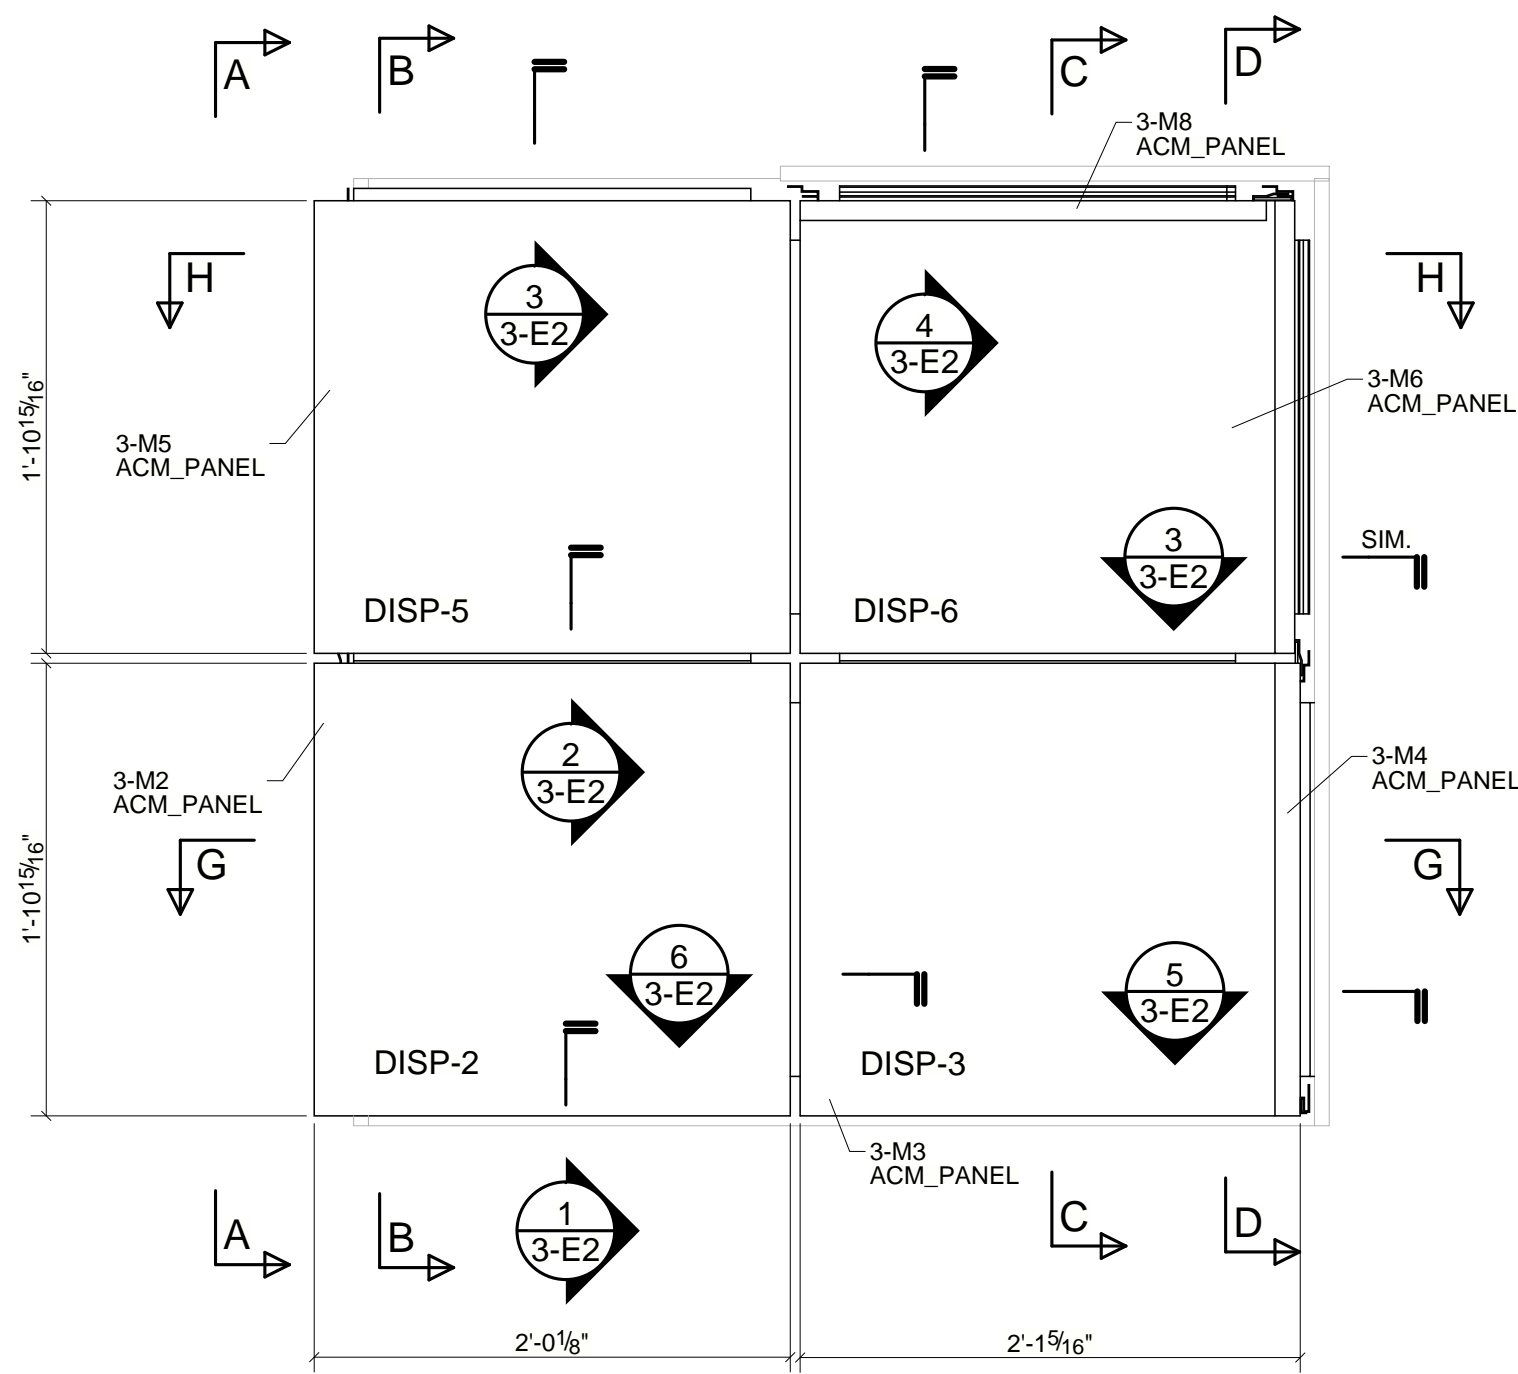 A
B
C
D
3-M8
ACM_PANEL
H
H
3
3-E2
4
3-E2
3-M6
ACM_PANEL
1'-10 15/16"
3-M5
ACM_PANEL
3
3-E2
SIM.
DISP-5
DISP-6
2
3-E2
3-M2
ACM_PANEL
3-M4
ACM_PANEL
G
G
1'-10 15/16"
6
3-E2
5
3-E2
DISP-2
DISP-3
3-M3
ACM_PANEL
A
B
1
3-E2
C
D
2'-0 1/8"
2'-1 5/16"